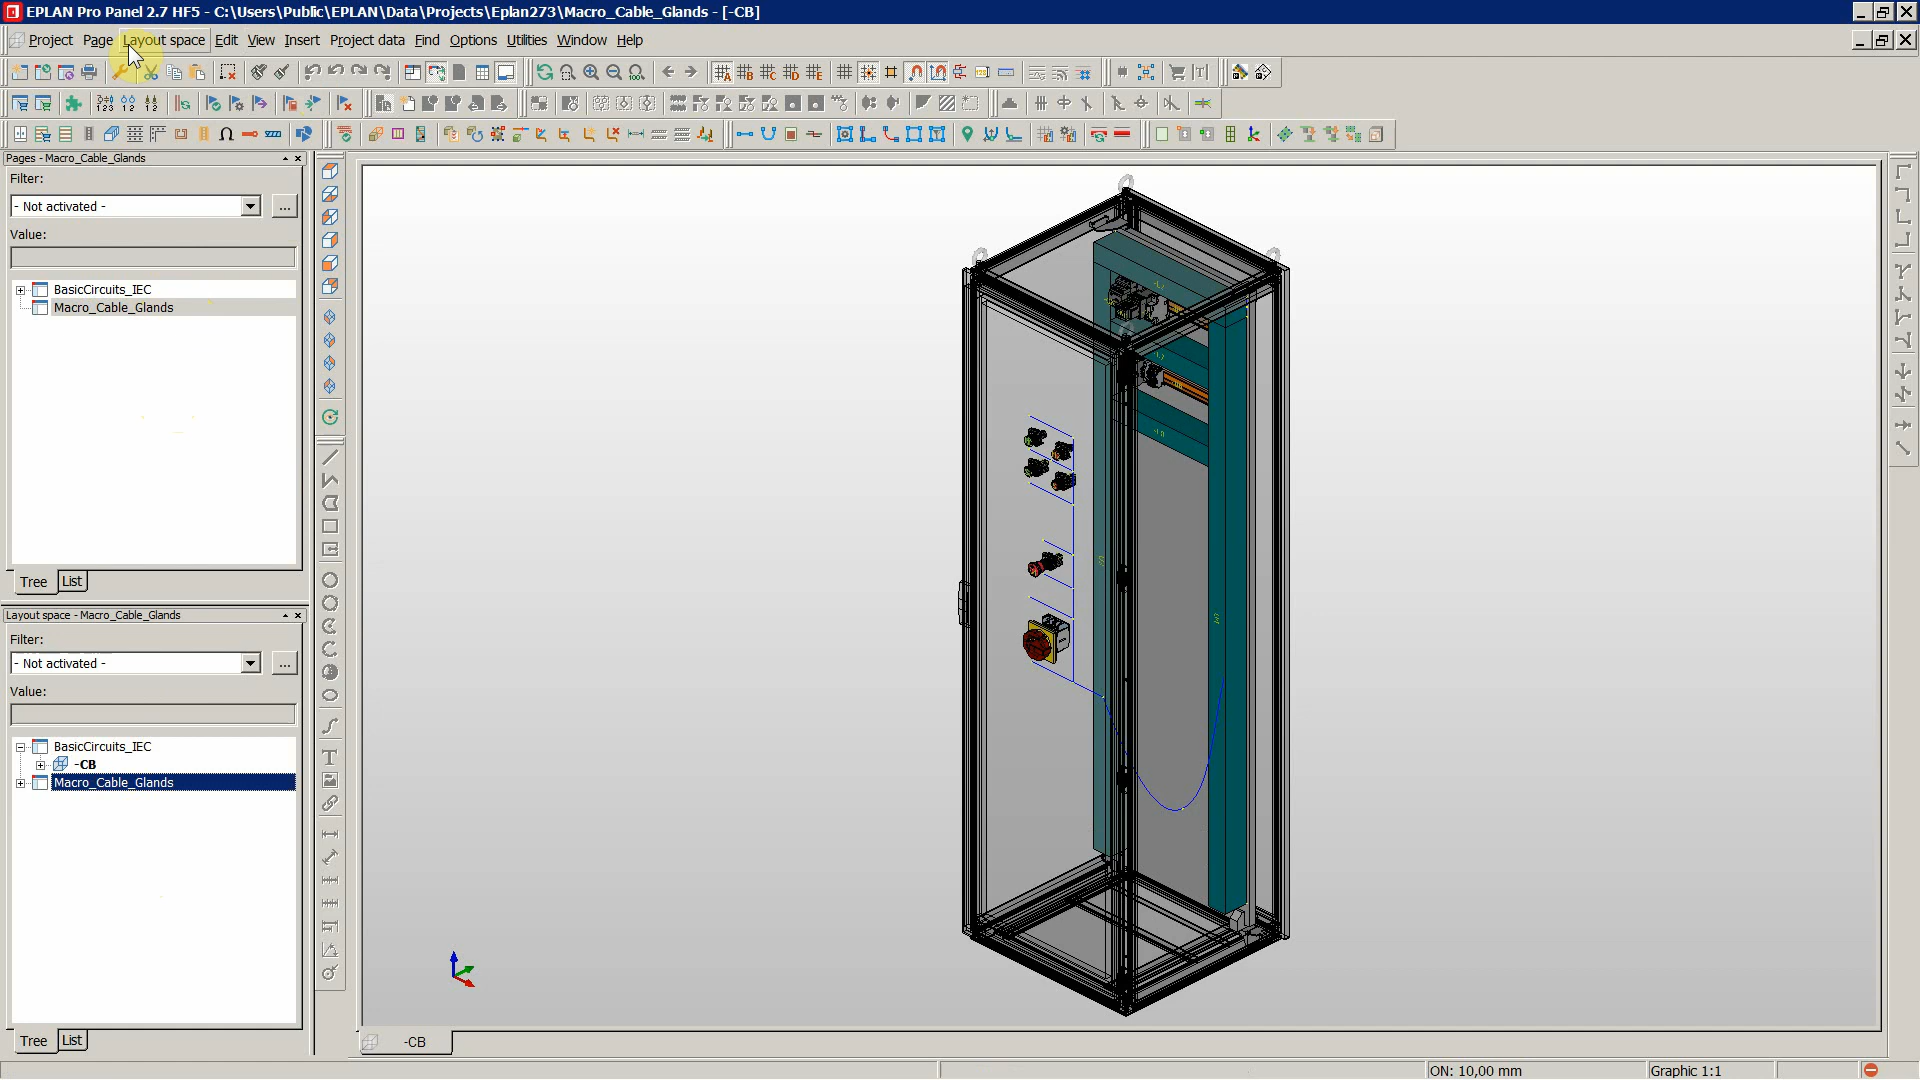 EPLAN Pro Panel 2.7 HF5 - C:\Users\Public\EPLAN\Data\Projects\Eplan273\Macro_Cable_Glands - [-CB]
Project Page Layout space Edit View Insert Project data Find Options Utilities Window Help
Pages - Macro_Cable_Glands
Filter:
- Not activated -
...
Value:
BasicCircuits_IEC
Macro_Cable_Glands
Tree List
Layout space - Macro_Cable_Glands
Filter:
- Not activated -
...
Value:
BasicCircuits_IEC
-CB
Macro_Cable_Glands
Tree List
-CB
ON: 10,00 mm
Graphic 1:1